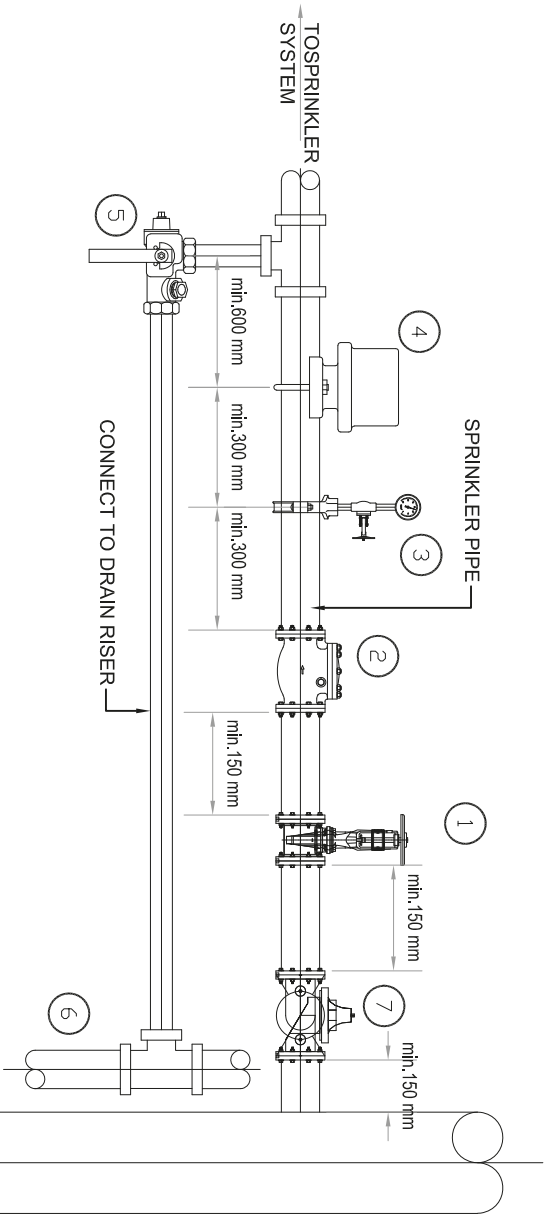 TOSPRINKLER
SYSTEM
5
4
min.600 mm
min.300 mm
3
SPRINKLER PIPE
min.300 mm
CONNECT TO DRAIN RISER
2
min.150 mm
1
min.150 mm
6
7
min.150 mm